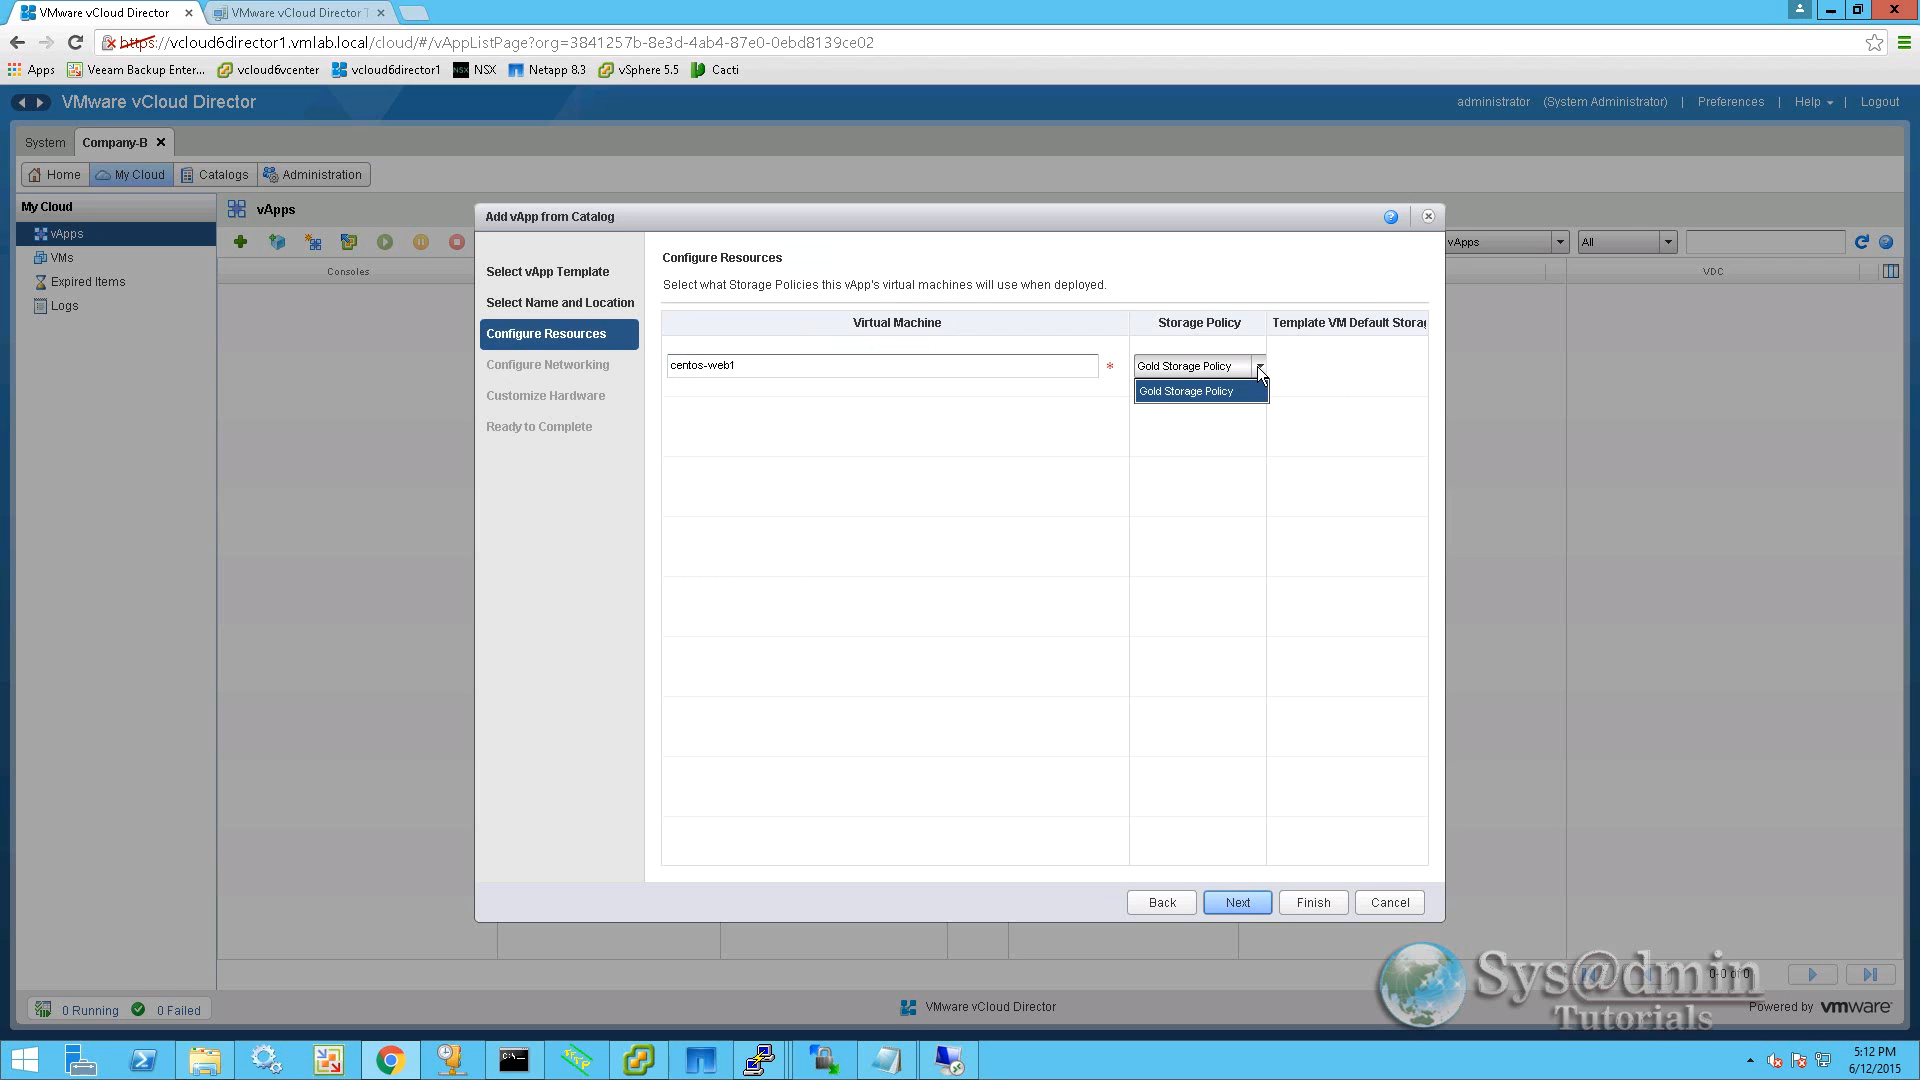 VMware vCloud Director
VMware vCloud Director T
https://vcloud6director1.vmlab.local/cloud/#/vAppListPage?org=3841257b-8e3d-4ab4-87e0-0ebd8139ce02
Apps Veeam Backup Enter... vcloud6vcenter vcloud6director1 NSX NSX Netapp 8.3 vSphere 5.5 Cacti
VMware vCloud Director
administrator (System Administrator) | Preferences | Help | Logout
System Company-B
Home My Cloud Catalogs Administration
My Cloud
vApps
VMs
Expired Items
Logs
vApps
vApps All
Consoles
VDC
Add vApp from Catalog
Select vApp Template
Select Name and Location
Configure Resources
Configure Networking
Customize Hardware
Ready to Complete
Configure Resources
Select what Storage Policies this vApp's virtual machines will use when deployed.
Virtual Machine Storage Policy Template VM Default Storag
centos-web1 * Gold Storage Policy
Gold Storage Policy
Back Next Finish Cancel
0-0 of 0
Sys@dmin
Tutorials
0 Running 0 Failed
VMware vCloud Director
Powered by vmware
C:\_
5:12 PM
6/12/2015